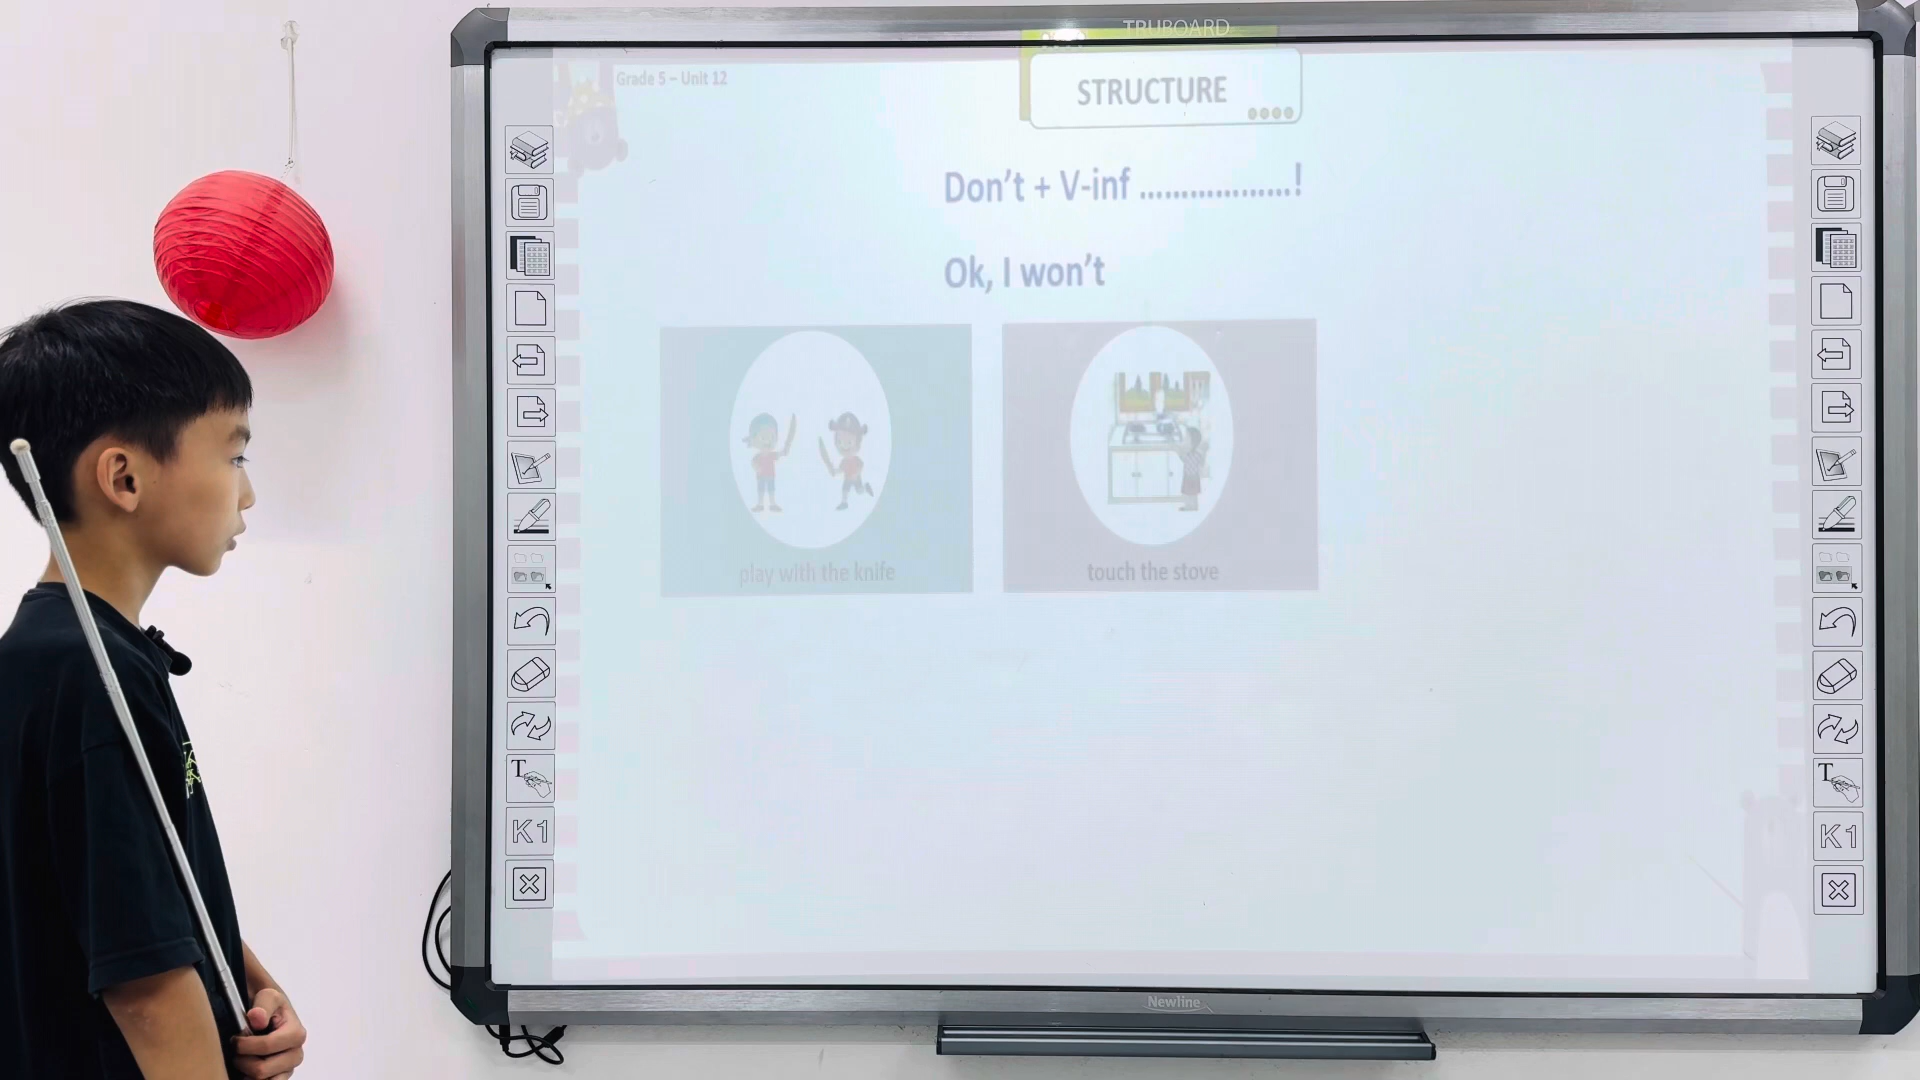 TRUBOARD
Grade 5 – Unit 12
STRUCTURE
Don't + V-inf ..................!
Ok, I won't
play with the knife
touch the stove
T
T
K1
K1
Newline